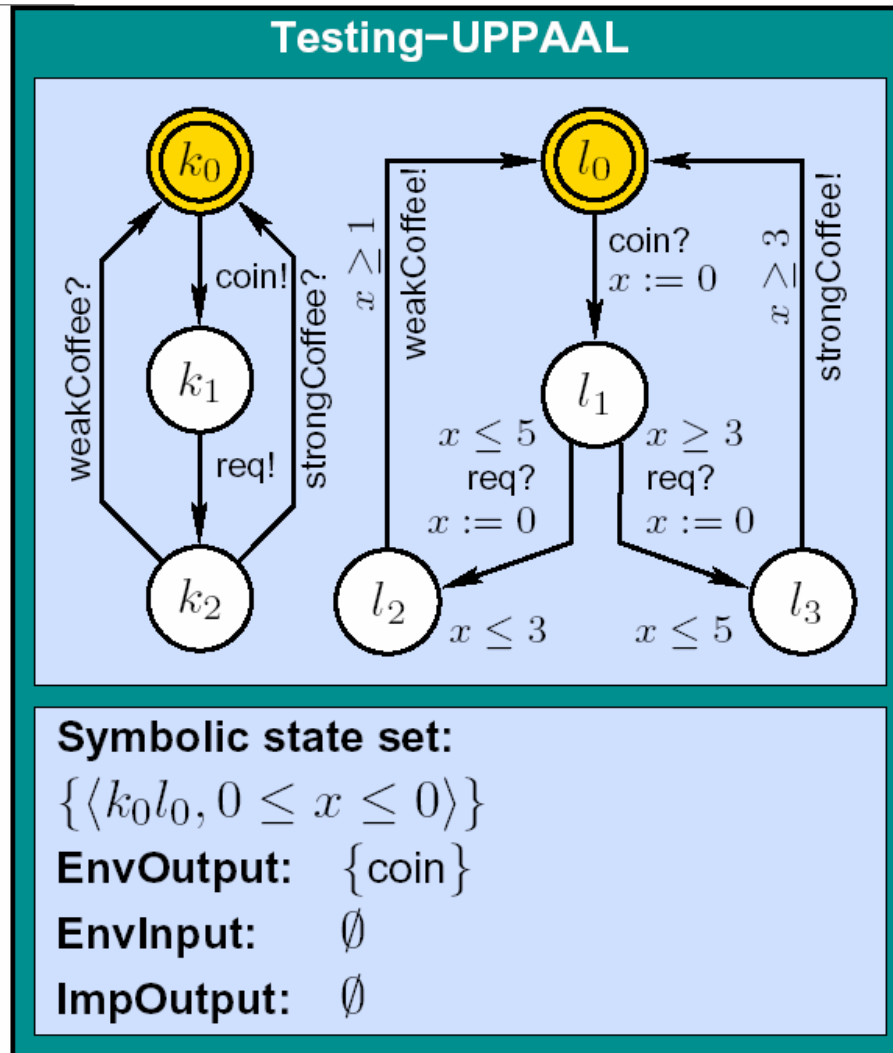 Testing−UPPAAL
k₀
l₀
weakCoffee?
coin!
strongCoffee?
x ≥ 1
weakCoffee!
coin?
x := 0
x ≥ 3
strongCoffee!
k₁
l₁
req!
x ≤ 5
req?
x := 0
x ≥ 3
req?
x := 0
k₂
l₂
x ≤ 3
x ≤ 5
l₃
Symbolic state set:
{⟨k₀l₀, 0 ≤ x ≤ 0⟩}
EnvOutput: {coin}
EnvInput: ∅
ImpOutput: ∅